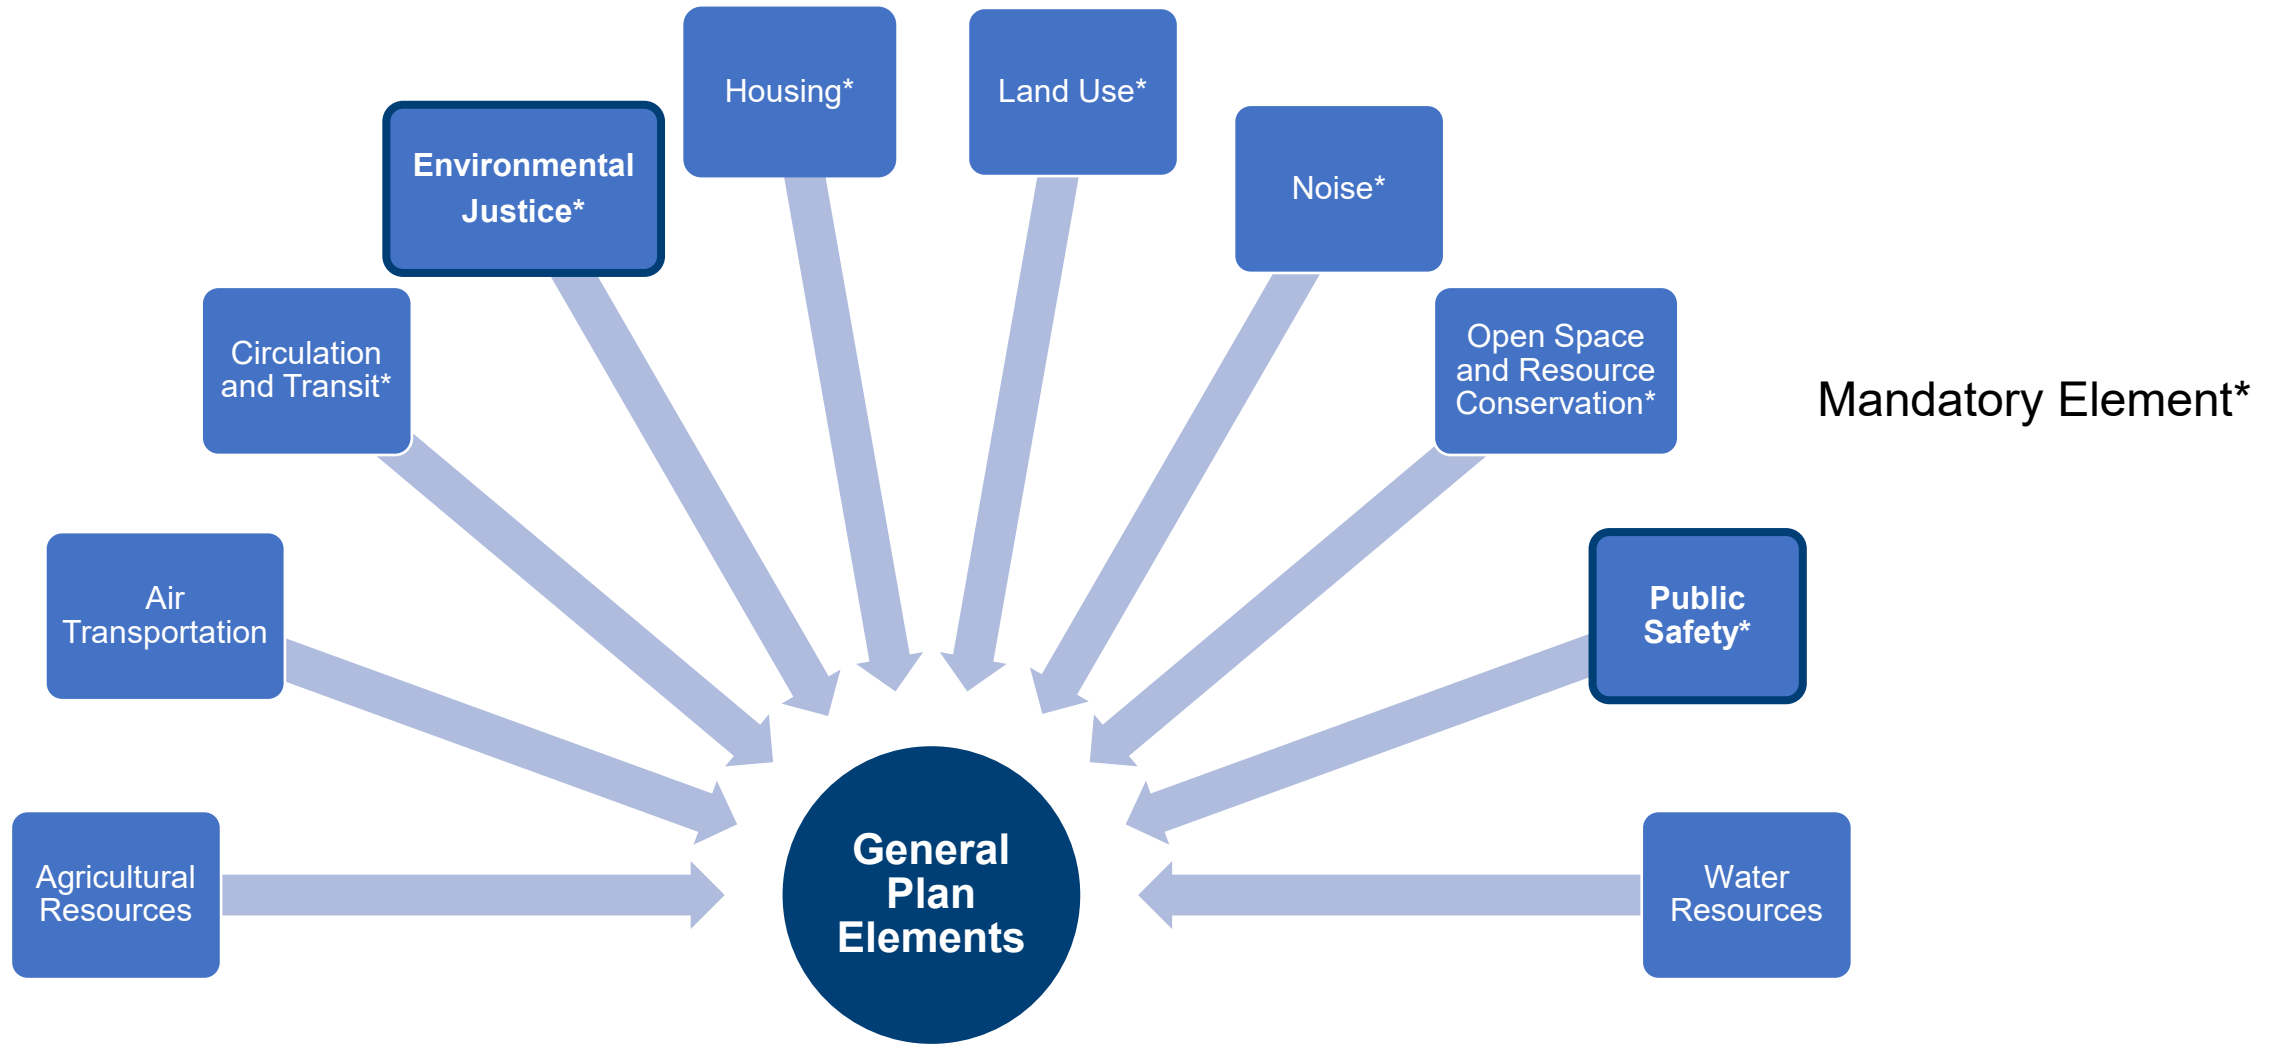 Housing*
Land Use*
Environmental
Justice*
Noise*
Circulation
and Transit*
Open Space
and Resource
Conservation*
Mandatory Element*
Air
Transportation
Public
Safety*
Agricultural
Resources
General
Plan
Elements
Water
Resources